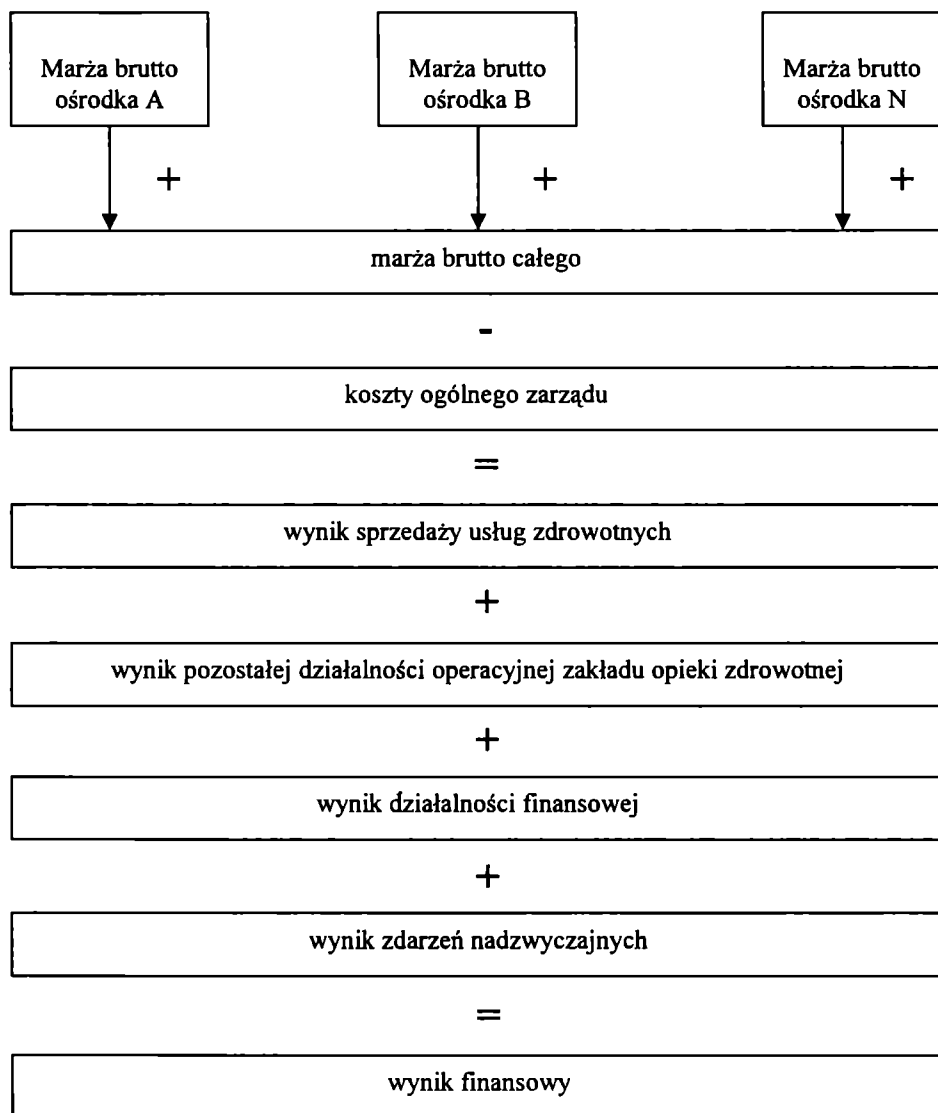 Marża brutto
ośrodka A
Marża brutto
ośrodka B
Marża brutto
ośrodka N
+
+
+
marża brutto całego
-
koszty ogólnego zarządu
=
wynik sprzedaży usług zdrowotnych
+
wynik pozostałej działalności operacyjnej zakładu opieki zdrowotnej
+
wynik działalności finansowej
+
wynik zdarzeń nadzwyczajnych
=
wynik finansowy